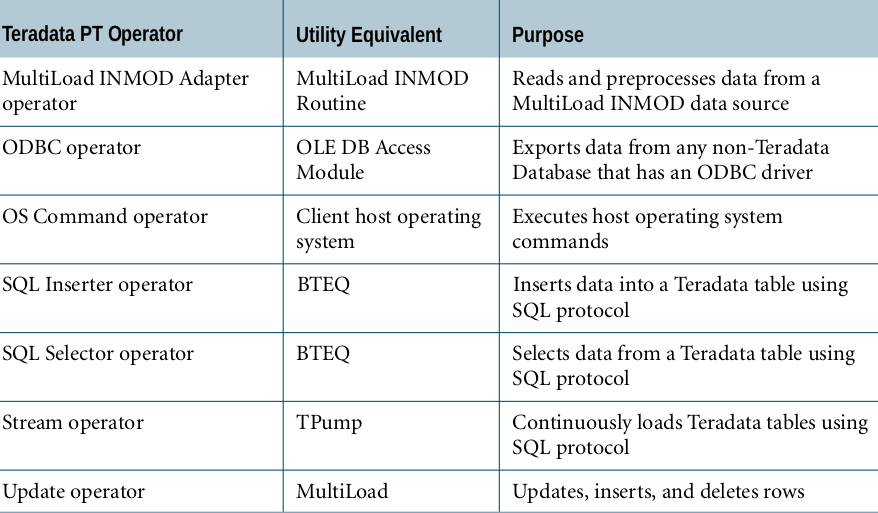 Teradata PT Operator Utility Equivalent Purpose
MultiLoad INMOD Adapter MultiLoad INMOD Reads and preprocesses data from a
operator Routine MultiLoad INMOD data source
ODBC operator OLE DB Access Exports data from any non-Teradata
Module Database that has an ODBC driver
OS Command operator Client host operating Executes host operating system
system commands
SQL Inserter operator BTEQ Inserts data into a Teradata table using
SQL protocol
SQL Selector operator BTEQ Selects data from a Teradata table using
SQL protocol
Stream operator TPump Continuously loads Teradata tables using
SQL protocol
Update operator MultiLoad Updates, inserts, and deletes rows